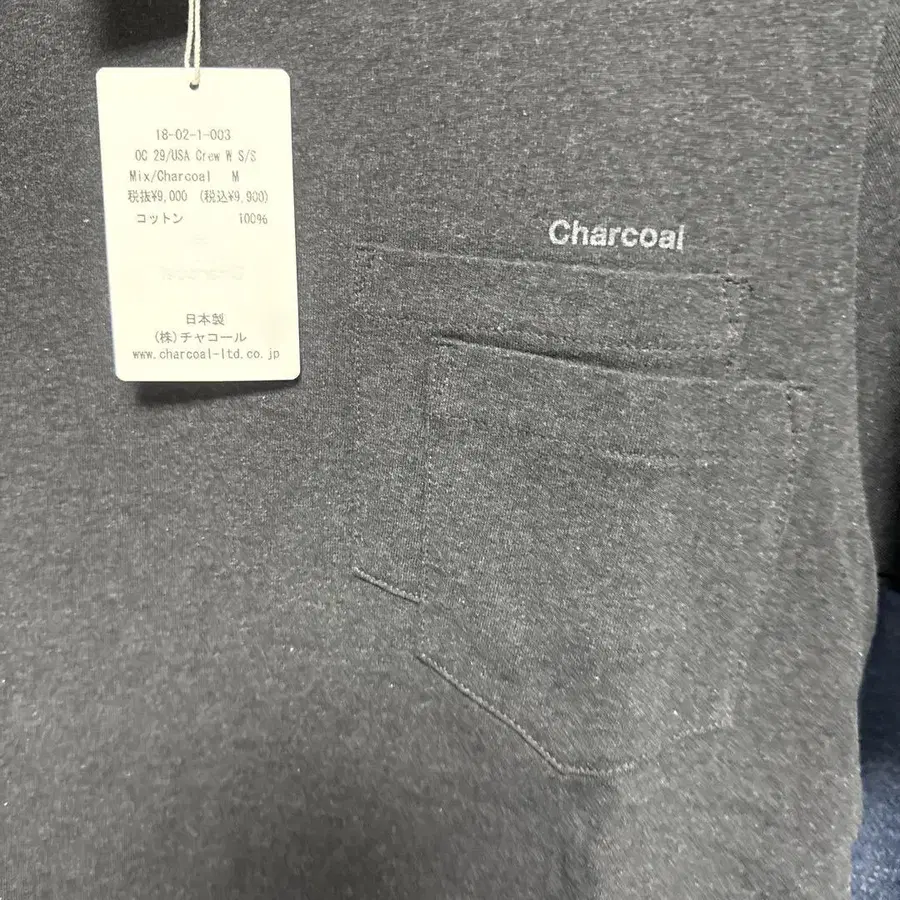 18-02-1-003
OC 29/USA Crew W S/S
Mix/Charcoal M
税抜¥9,000 (税込¥9,900)
コットン 100%
日本製
(株)チャコール
www.charcoal-ltd.co.jp
Charcoal